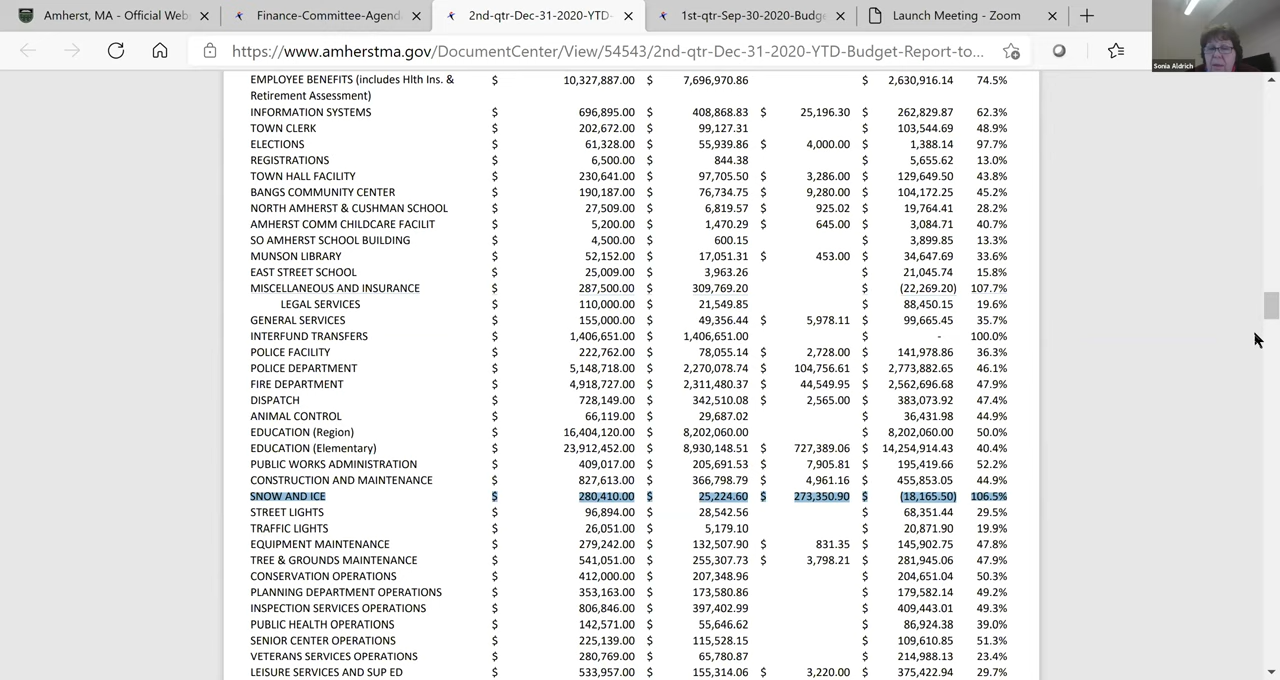 Amherst, MA - Official Web
Finance-Committee-Agend
2nd-qtr-Dec-31-2020-YTD-
1st-qtr-Sep-30-2020-Budge
Launch Meeting - Zoom
https://www.amherstma.gov/DocumentCenter/View/54543/2nd-qtr-Dec-31-2020-YTD-Budget-Report-to...
Sonia Aldrich
EMPLOYEE BENEFITS (includes Hlth Ins. & $ 10,327,887.00 $ 7,696,970.86 $ 2,630,916.14 74.5%
Retirement Assessment)
INFORMATION SYSTEMS $ 696,895.00 $ 408,868.83 $ 25,196.30 $ 262,829.87 62.3%
TOWN CLERK $ 202,672.00 $ 99,127.31 $ 103,544.69 48.9%
ELECTIONS $ 61,328.00 $ 55,939.86 $ 4,000.00 $ 1,388.14 97.7%
REGISTRATIONS $ 6,500.00 $ 844.38 $ 5,655.62 13.0%
TOWN HALL FACILITY $ 230,641.00 $ 97,705.50 $ 3,286.00 $ 129,649.50 43.8%
BANGS COMMUNITY CENTER $ 190,187.00 $ 76,734.75 $ 9,280.00 $ 104,172.25 45.2%
NORTH AMHERST & CUSHMAN SCHOOL $ 27,509.00 $ 6,819.57 $ 925.02 $ 19,764.41 28.2%
AMHERST COMM CHILDCARE FACILIT $ 5,200.00 $ 1,470.29 $ 645.00 $ 3,084.71 40.7%
SO AMHERST SCHOOL BUILDING $ 4,500.00 $ 600.15 $ 3,899.85 13.3%
MUNSON LIBRARY $ 52,152.00 $ 17,051.31 $ 453.00 $ 34,647.69 33.6%
EAST STREET SCHOOL $ 25,009.00 $ 3,963.26 $ 21,045.74 15.8%
MISCELLANEOUS AND INSURANCE $ 287,500.00 $ 309,769.20 $ (22,269.20) 107.7%
LEGAL SERVICES $ 110,000.00 $ 21,549.85 $ 88,450.15 19.6%
GENERAL SERVICES $ 155,000.00 $ 49,356.44 $ 5,978.11 $ 99,665.45 35.7%
INTERFUND TRANSFERS $ 1,406,651.00 $ 1,406,651.00 $ - 100.0%
POLICE FACILITY $ 222,762.00 $ 78,055.14 $ 2,728.00 $ 141,978.86 36.3%
POLICE DEPARTMENT $ 5,148,718.00 $ 2,270,078.74 $ 104,756.61 $ 2,773,882.65 46.1%
FIRE DEPARTMENT $ 4,918,727.00 $ 2,311,480.37 $ 44,549.95 $ 2,562,696.68 47.9%
DISPATCH $ 728,149.00 $ 342,510.08 $ 2,565.00 $ 383,073.92 47.4%
ANIMAL CONTROL $ 66,119.00 $ 29,687.02 $ 36,431.98 44.9%
EDUCATION (Region) $ 16,404,120.00 $ 8,202,060.00 $ 8,202,060.00 50.0%
EDUCATION (Elementary) $ 23,912,452.00 $ 8,930,148.51 $ 727,389.06 $ 14,254,914.43 40.4%
PUBLIC WORKS ADMINISTRATION $ 409,017.00 $ 205,691.53 $ 7,905.81 $ 195,419.66 52.2%
CONSTRUCTION AND MAINTENANCE $ 827,613.00 $ 366,798.79 $ 4,961.16 $ 455,853.05 44.9%
SNOW AND ICE $ 280,410.00 $ 25,224.60 $ 273,350.90 $ (18,165.50) 106.5%
STREET LIGHTS $ 96,894.00 $ 28,542.56 $ 68,351.44 29.5%
TRAFFIC LIGHTS $ 26,051.00 $ 5,179.10 $ 20,871.90 19.9%
EQUIPMENT MAINTENANCE $ 279,242.00 $ 132,507.90 $ 831.35 $ 145,902.75 47.8%
TREE & GROUNDS MAINTENANCE $ 541,051.00 $ 255,307.73 $ 3,798.21 $ 281,945.06 47.9%
CONSERVATION OPERATIONS $ 412,000.00 $ 207,348.96 $ 204,651.04 50.3%
PLANNING DEPARTMENT OPERATIONS $ 353,163.00 $ 173,580.86 $ 179,582.14 49.2%
INSPECTION SERVICES OPERATIONS $ 806,846.00 $ 397,402.99 $ 409,443.01 49.3%
PUBLIC HEALTH OPERATIONS $ 142,571.00 $ 55,646.62 $ 86,924.38 39.0%
SENIOR CENTER OPERATIONS $ 225,139.00 $ 115,528.15 $ 109,610.85 51.3%
VETERANS SERVICES OPERATIONS $ 280,769.00 $ 65,780.87 $ 214,988.13 23.4%
LEISURE SERVICES AND SUP ED $ 533,957.00 $ 155,314.06 $ 3,220.00 $ 375,422.94 29.7%